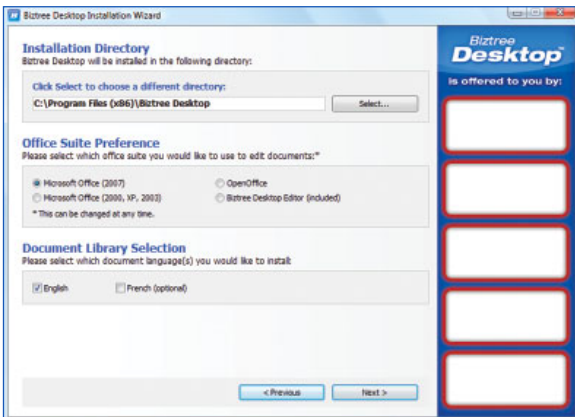 Biztree Desktop Installation Wizard
Installation Directory
Biztree Desktop will be installed in the following directory:
Click Select to choose a different directory:
C:\Program Files (x86)\Biztree Desktop
Select...
Office Suite Preference
Please select which office suite you would like to use to edit documents:*
Microsoft Office (2007)
OpenOffice
Microsoft Office (2000, XP, 2003)
Biztree Desktop Editor (included)
* This can be changed at any time.
Document Library Selection
Please select which document language(s) you would like to install:
English
French (optional)
< Previous
Next >
Biztree
Desktop
is offered to you by: